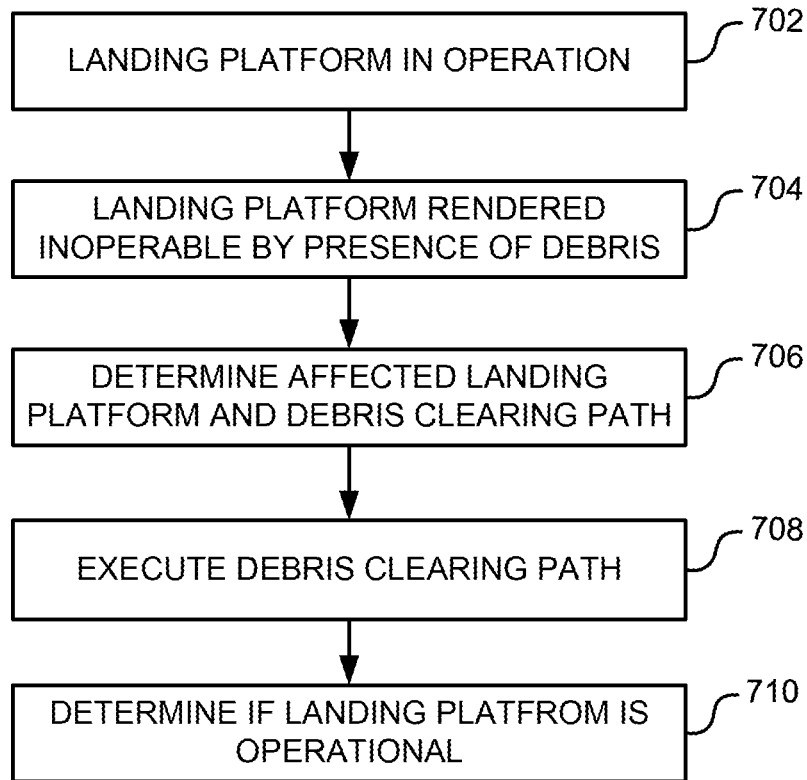 702
LANDING PLATFORM IN OPERATION
704
LANDING PLATFORM RENDERED
INOPERABLE BY PRESENCE OF DEBRIS
706
DETERMINE AFFECTED LANDING
PLATFORM AND DEBRIS CLEARING PATH
708
EXECUTE DEBRIS CLEARING PATH
710
DETERMINE IF LANDING PLATFROM IS
OPERATIONAL